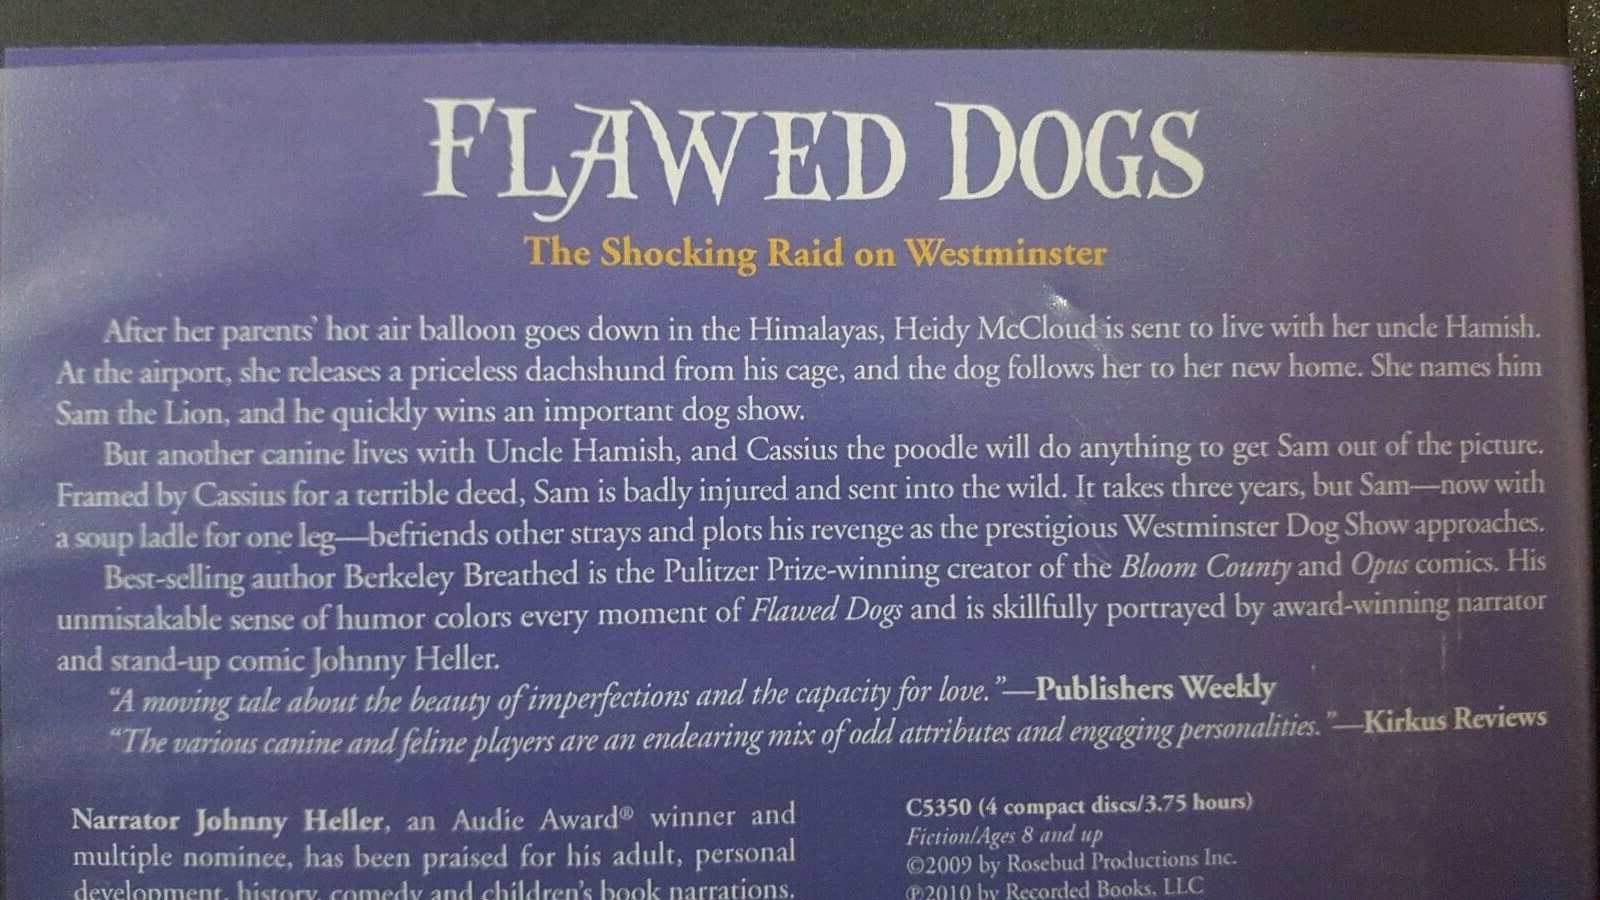 FLAWED DOGS
The Shocking Raid on Westminster
After her parents' hot air balloon goes down in the Himalayas, Heidy McCloud is sent to live with her uncle Hamish.
At the airport, she releases a priceless dachshund from his cage, and the dog follows her to her new home. She names him
Sam the Lion, and he quickly wins an important dog show.
But another canine lives with Uncle Hamish, and Cassius the poodle will do anything to get Sam out of the picture.
Framed by Cassius for a terrible deed, Sam is badly injured and sent into the wild. It takes three years, but Sam—now with
a soup ladle for one leg—befriends other strays and plots his revenge as the prestigious Westminster Dog Show approaches.
Best-selling author Berkeley Breathed is the Pulitzer Prize-winning creator of the Bloom County and Opus comics. His
unmistakable sense of humor colors every moment of Flawed Dogs and is skillfully portrayed by award-winning narrator
and stand-up comic Johnny Heller.
"A moving tale about the beauty of imperfections and the capacity for love."—Publishers Weekly
"The various canine and feline players are an endearing mix of odd attributes and engaging personalities."—Kirkus Reviews
Narrator Johnny Heller, an Audie Award® winner and
multiple nominee, has been praised for his adult, personal
development, history, comedy and children's book narrations.
C5350 (4 compact discs/3.75 hours)
Fiction/Ages 8 and up
©2009 by Rosebud Productions Inc.
℗2010 by Recorded Books, LLC